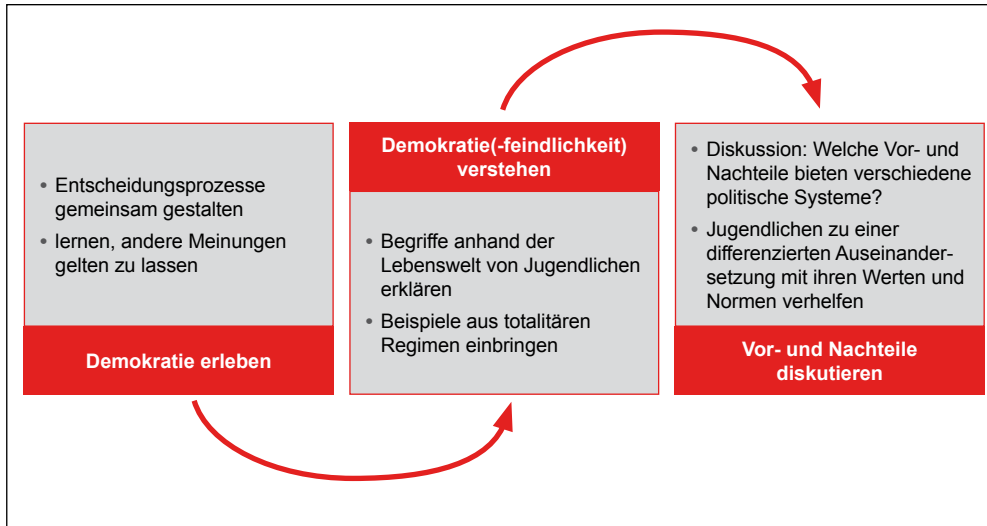 • Entscheidungsprozesse
gemeinsam gestalten
• lernen, andere Meinungen
gelten zu lassen
Demokratie erleben
Demokratie(-feindlichkeit)
verstehen
• Begriffe anhand der
Lebenswelt von Jugendlichen
erklären
• Beispiele aus totalitären
Regimen einbringen
• Diskussion: Welche Vor- und
Nachteile bieten verschiedene
politische Systeme?
• Jugendlichen zu einer
differenzierten Auseinander-
setzung mit ihren Werten und
Normen verhelfen
Vor- und Nachteile
diskutieren